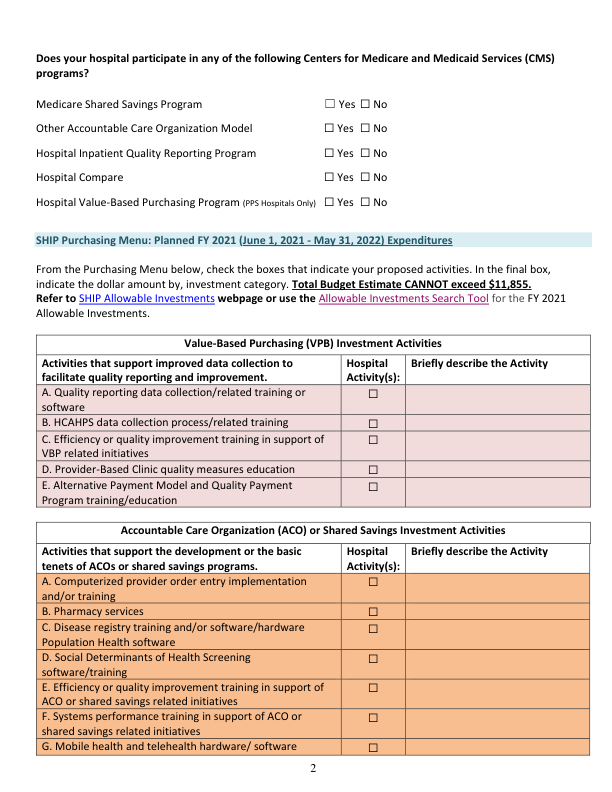 Does your hospital participate in any of the following Centers for Medicare and Medicaid Services (CMS)
programs?
Medicare Shared Savings Program ☐ Yes ☐ No
Other Accountable Care Organization Model ☐ Yes ☐ No
Hospital Inpatient Quality Reporting Program ☐ Yes ☐ No
Hospital Compare ☐ Yes ☐ No
Hospital Value-Based Purchasing Program (PPS Hospitals Only) ☐ Yes ☐ No
SHIP Purchasing Menu: Planned FY 2021 (June 1, 2021 - May 31, 2022) Expenditures
From the Purchasing Menu below, check the boxes that indicate your proposed activities. In the final box,
indicate the dollar amount by, investment category. Total Budget Estimate CANNOT exceed $11,855.
Refer to SHIP Allowable Investments webpage or use the Allowable Investments Search Tool for the FY 2021
Allowable Investments.
Value-Based Purchasing (VPB) Investment Activities
Activities that support improved data collection to Hospital Briefly describe the Activity
facilitate quality reporting and improvement. Activity(s):
A. Quality reporting data collection/related training or ☐
software
B. HCAHPS data collection process/related training ☐
C. Efficiency or quality improvement training in support of ☐
VBP related initiatives
D. Provider-Based Clinic quality measures education ☐
E. Alternative Payment Model and Quality Payment ☐
Program training/education
Accountable Care Organization (ACO) or Shared Savings Investment Activities
Activities that support the development or the basic Hospital Briefly describe the Activity
tenets of ACOs or shared savings programs. Activity(s):
A. Computerized provider order entry implementation ☐
and/or training
B. Pharmacy services ☐
C. Disease registry training and/or software/hardware ☐
Population Health software
D. Social Determinants of Health Screening ☐
software/training
E. Efficiency or quality improvement training in support of ☐
ACO or shared savings related initiatives
F. Systems performance training in support of ACO or ☐
shared savings related initiatives
G. Mobile health and telehealth hardware/ software ☐
2